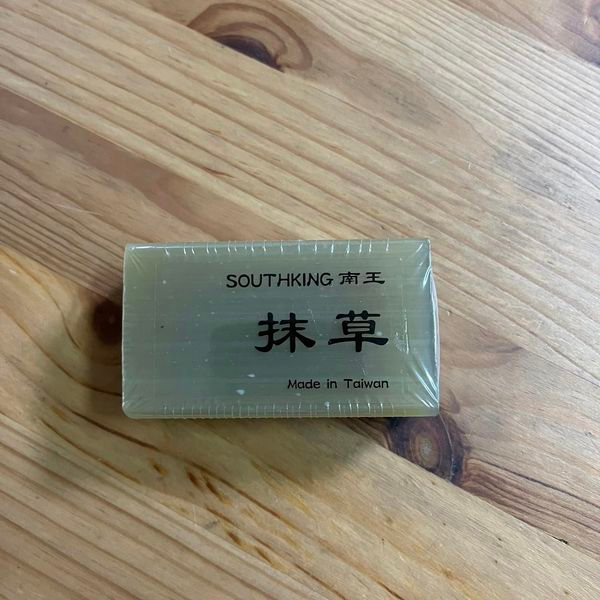 SOUTHKING 南王
抹草
Made in Taiwan